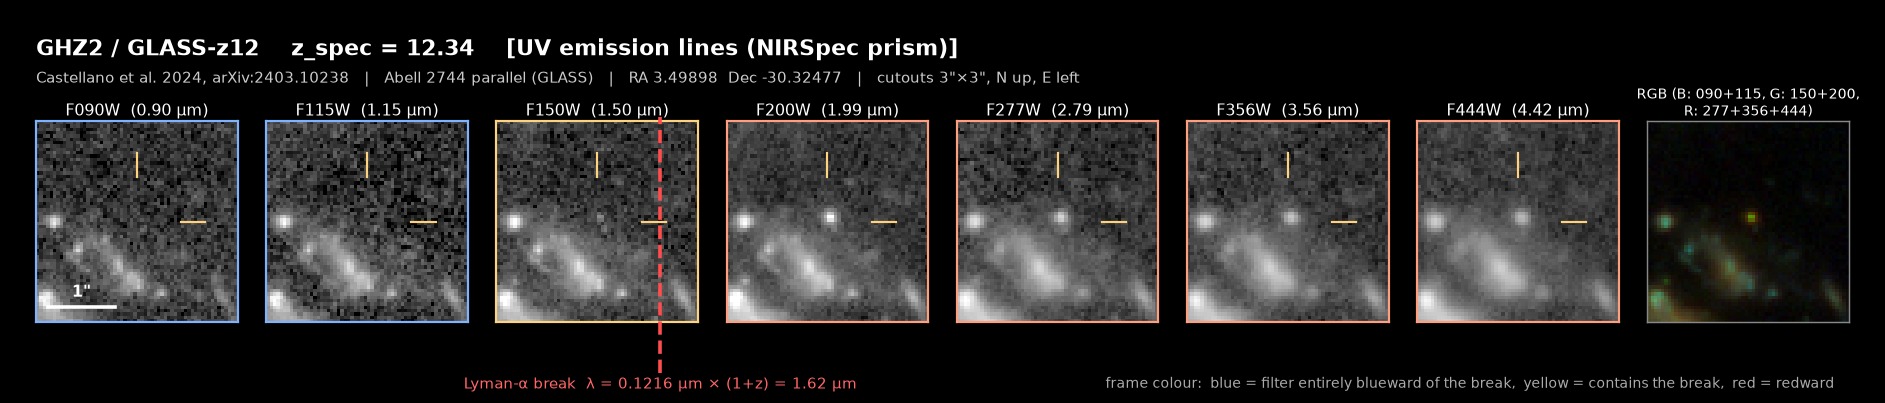 GHZ2 / GLASS-z12    z_spec = 12.34    [UV emission lines (NIRSpec prism)]
Castellano et al. 2024, arXiv:2403.10238   |   Abell 2744 parallel (GLASS)   |   RA 3.49898  Dec -30.32477   |   cutouts 3"×3", N up, E left
F090W  (0.90 μm)
F115W  (1.15 μm)
F150W  (1.50 μm)
F200W  (1.99 μm)
F277W  (2.79 μm)
F356W  (3.56 μm)
F444W  (4.42 μm)
RGB (B: 090+115, G: 150+200,
R: 277+356+444)
1"
Lyman-α break  λ = 0.1216 μm × (1+z) = 1.62 μm
frame colour:  blue = filter entirely blueward of the break,  yellow = contains the break,  red = redward